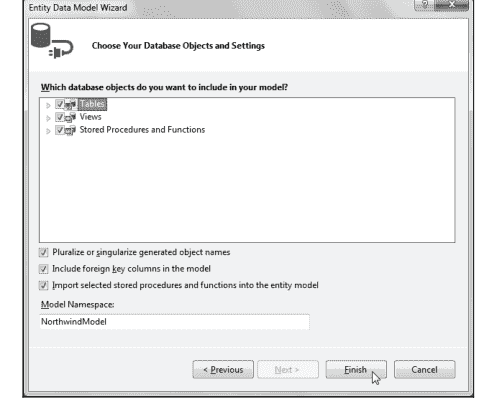 Entity Data Model Wizard
Choose Your Database Objects and Settings
Which database objects do you want to include in your model?
Tables
Views
Stored Procedures and Functions
Pluralize or singularize generated object names
Include foreign key columns in the model
Import selected stored procedures and functions into the entity model
Model Namespace:
NorthwindModel
< Previous
Next >
Finish
Cancel